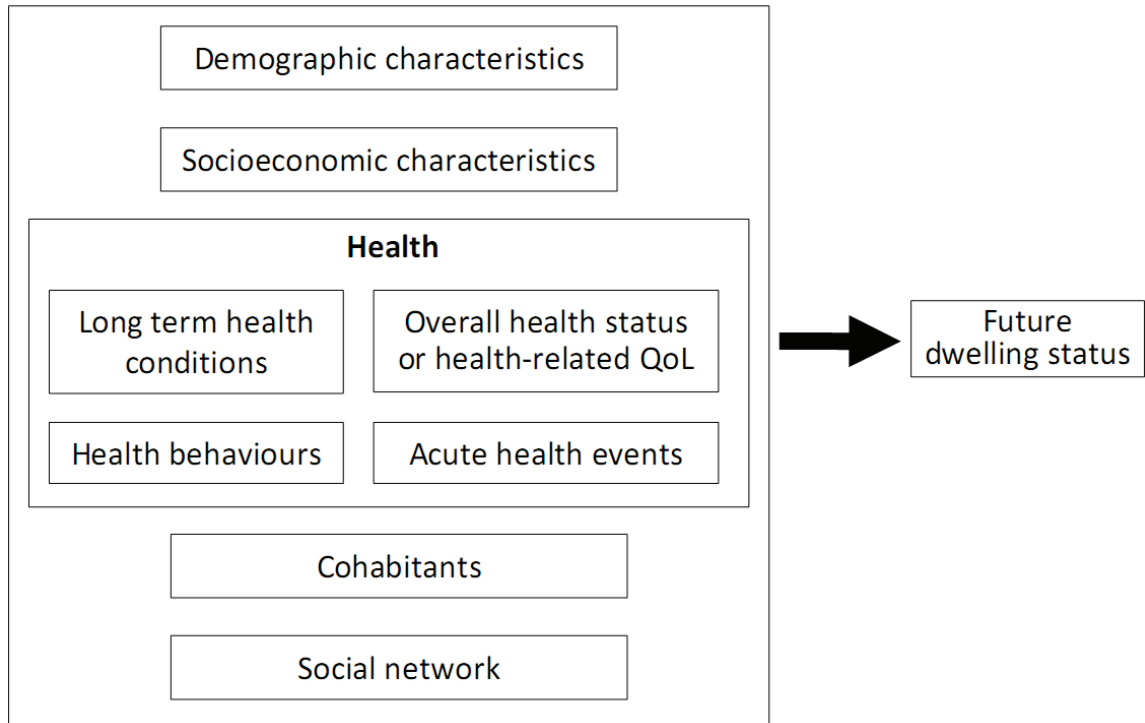 Demographic characteristics
Socioeconomic characteristics
Health
Long term health
conditions
Overall health status
or health-related QoL
Health behaviours
Acute health events
Cohabitants
Social network
Future
dwelling status